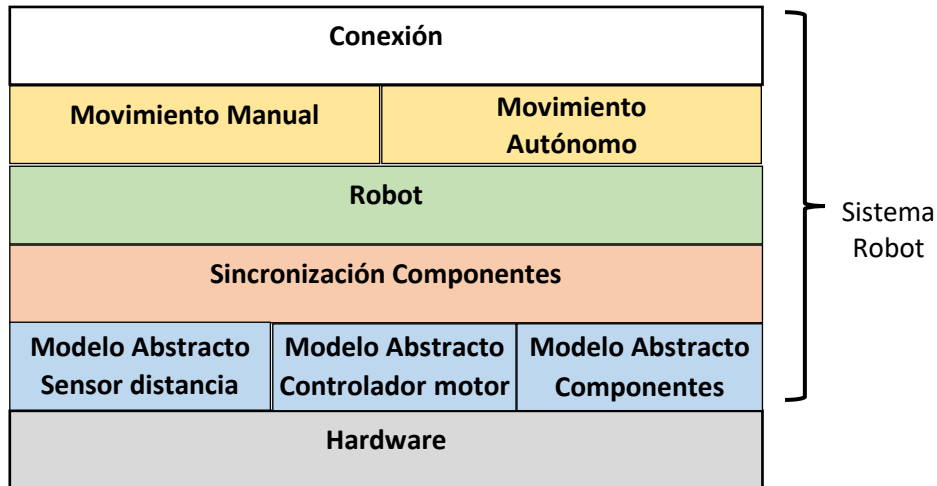 Conexión
Movimiento Manual
Movimiento
Autónomo
Robot
Sincronización Componentes
Modelo Abstracto
Sensor distancia
Modelo Abstracto
Controlador motor
Modelo Abstracto
Componentes
Hardware
Sistema
Robot